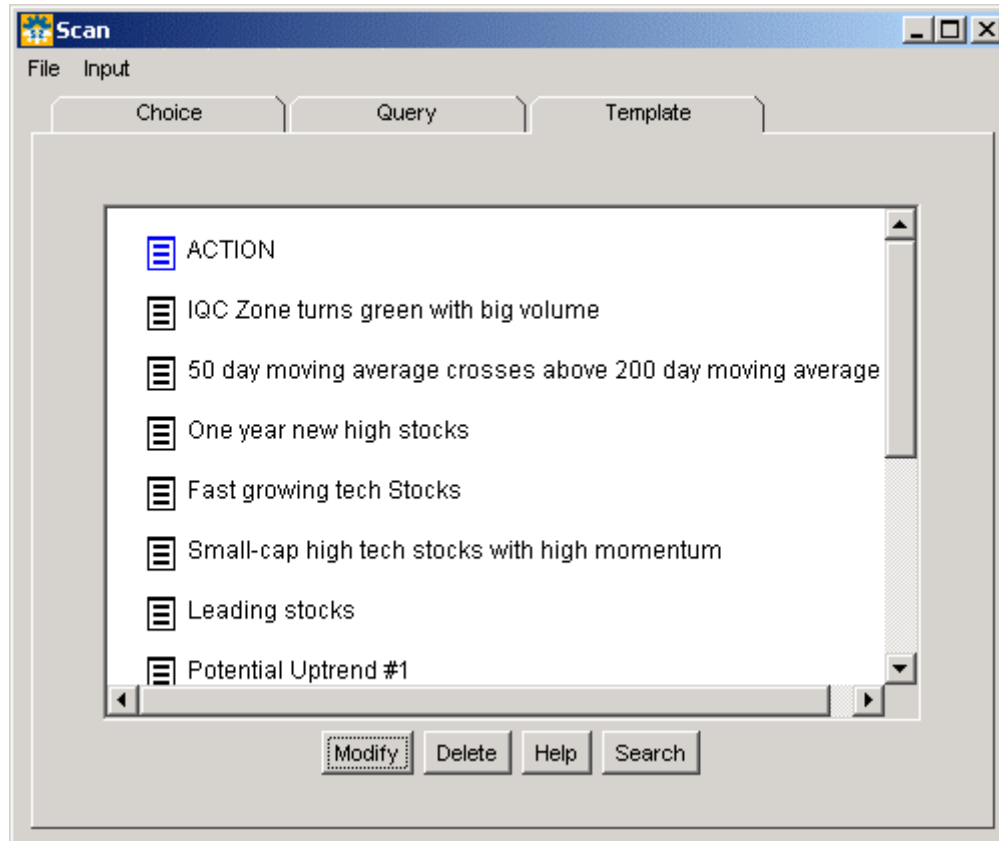 Scan
File Input
Choice Query Template
ACTION
IQC Zone turns green with big volume
50 day moving average crosses above 200 day moving average
One year new high stocks
Fast growing tech Stocks
Small-cap high tech stocks with high momentum
Leading stocks
Potential Uptrend #1
Modify Delete Help Search